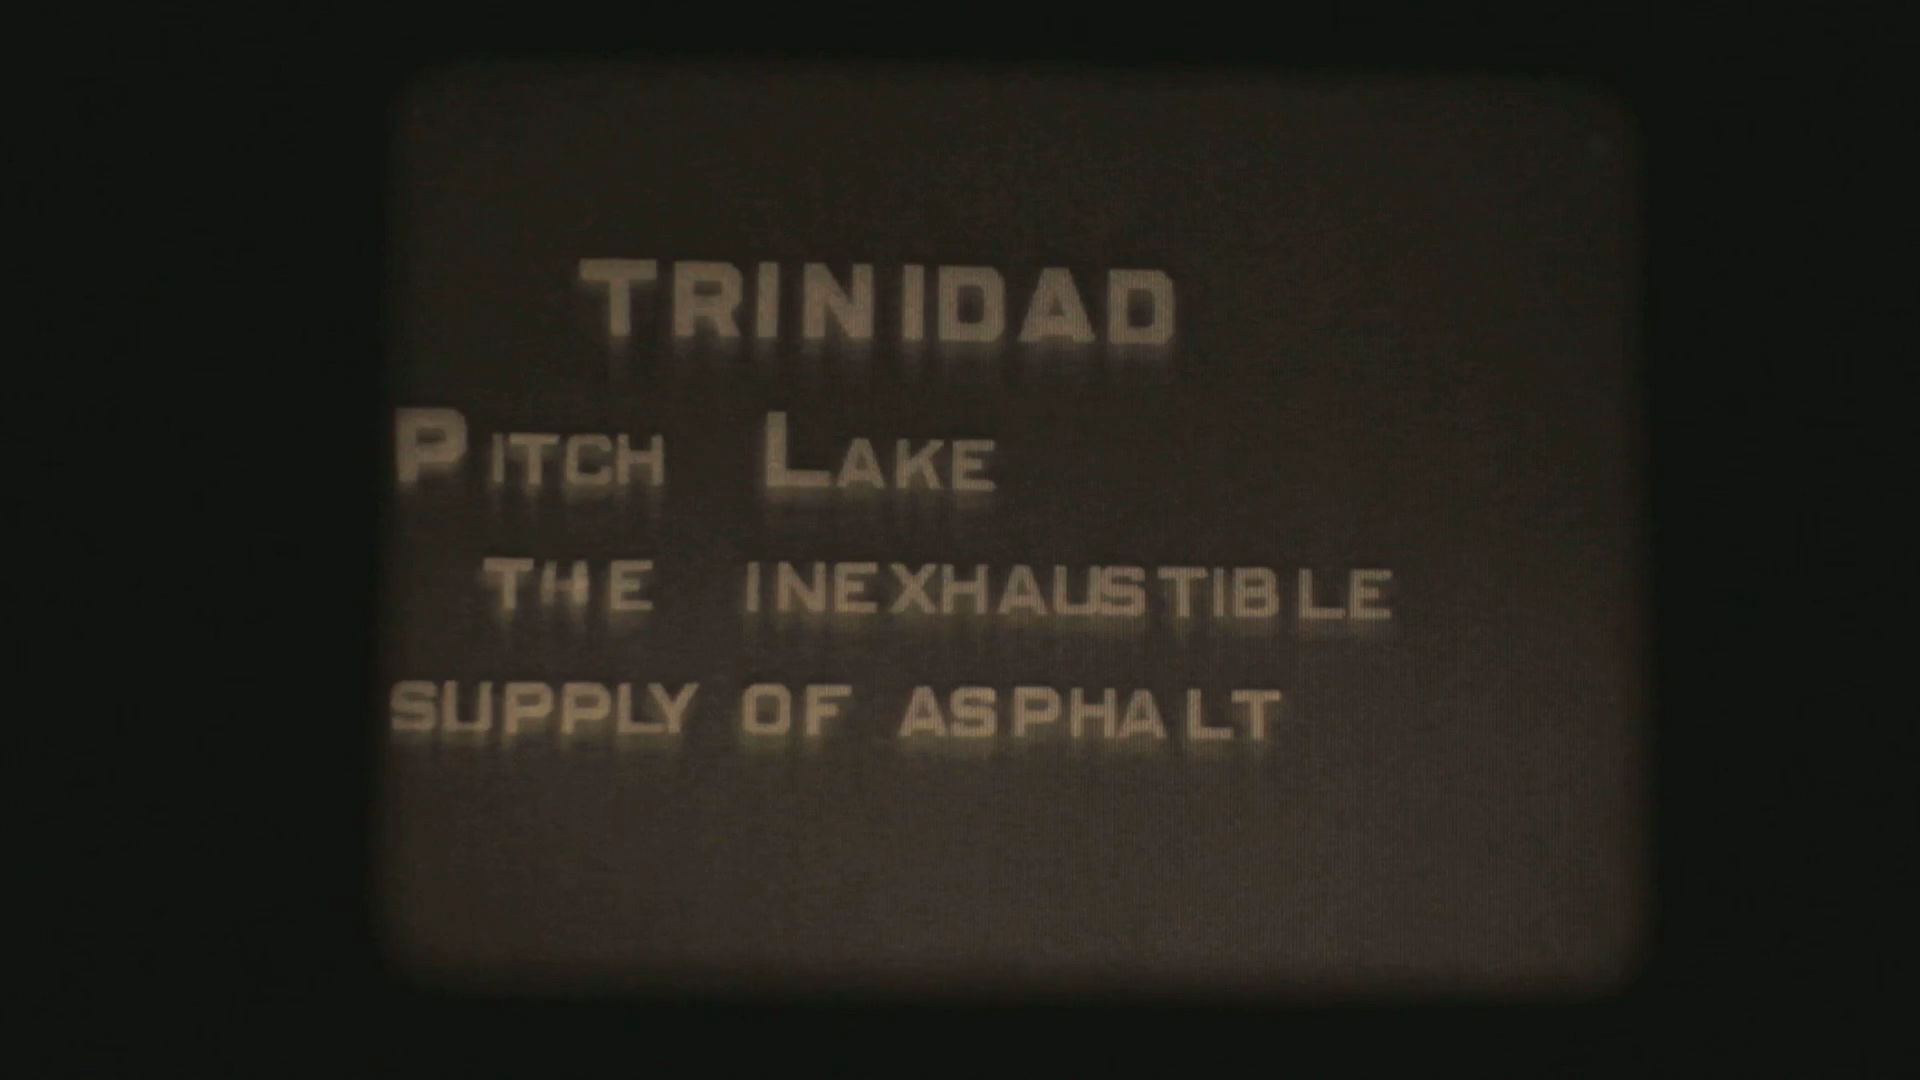 TRINIDAD
PITCH LAKE
THE INEXHAUSTIBLE
SUPPLY OF ASPHALT